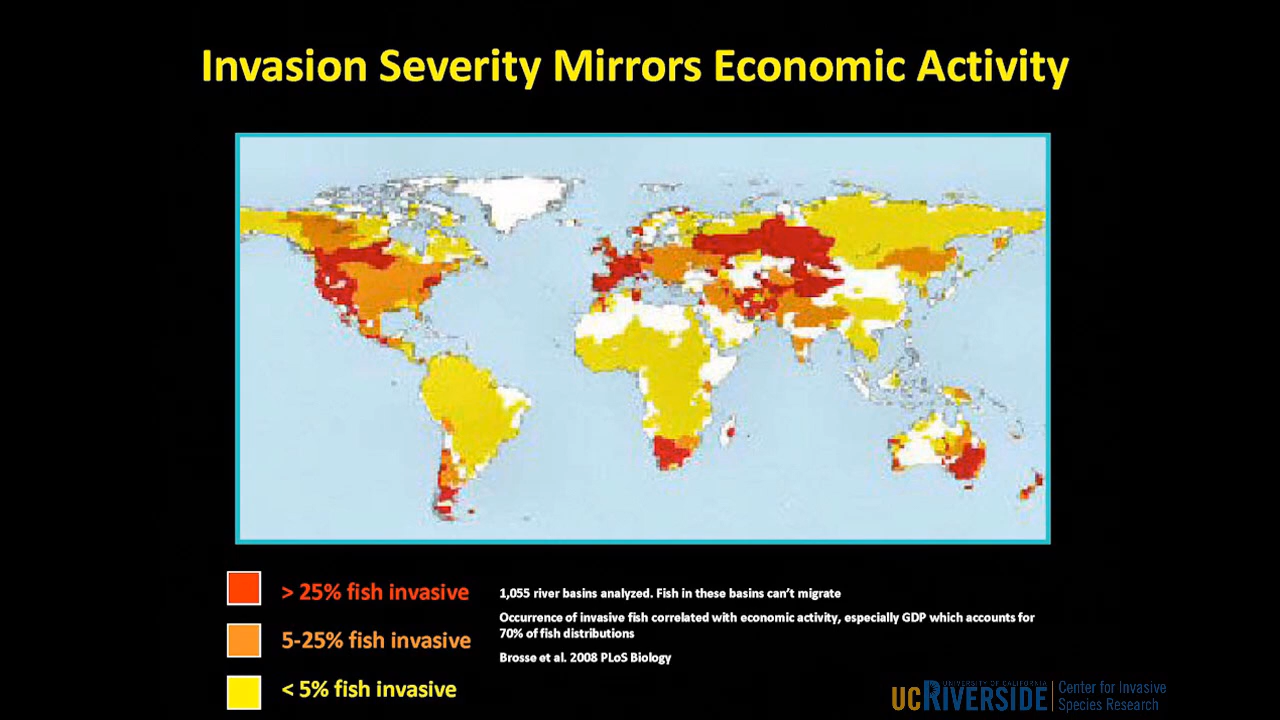 Invasion Severity Mirrors Economic Activity
> 25% fish invasive
5-25% fish invasive
< 5% fish invasive
1,055 river basins analyzed. Fish in these basins can’t migrate
Occurrence of invasive fish correlated with economic activity, especially GDP which accounts for
70% of fish distributions
Brosse et al. 2008 PLoS Biology
UNIVERSITY OF CALIFORNIA
UCRIVERSIDE
Center for Invasive
Species Research